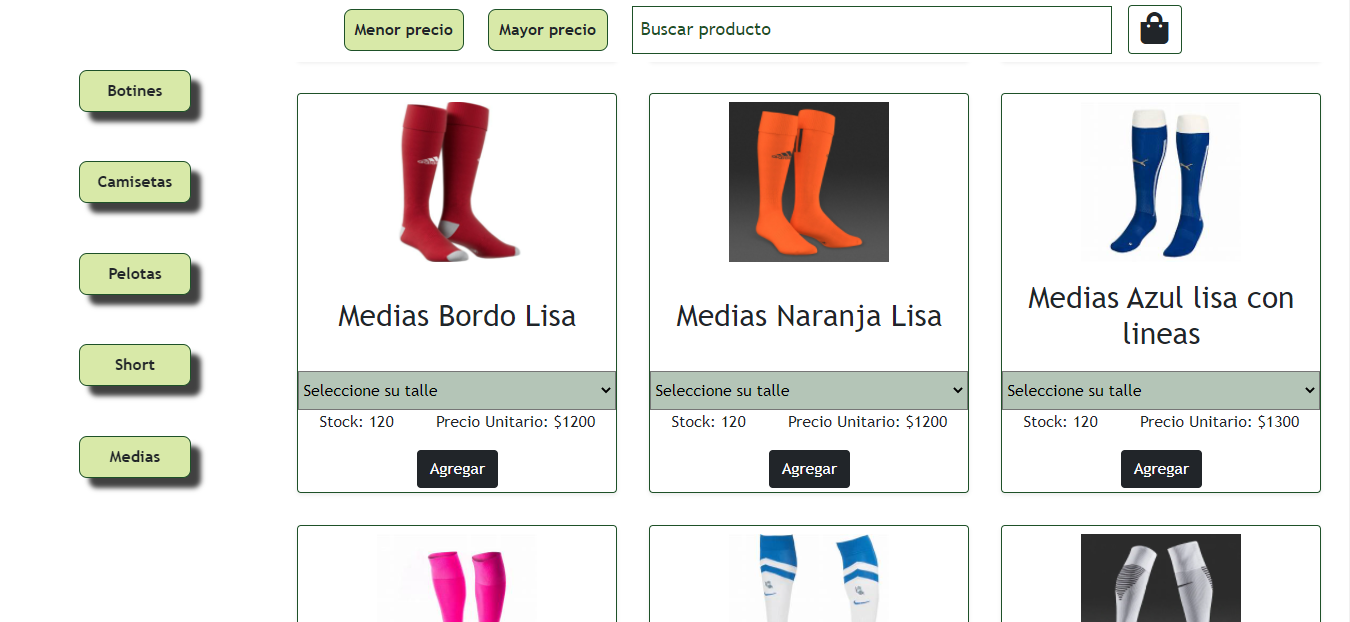 Menor precio
Mayor precio
Buscar producto
Botines
Camisetas
Pelotas
Short
Medias
Medias Bordo Lisa
Seleccione su talle
Stock: 120 Precio Unitario: $1200
Agregar
Medias Naranja Lisa
Seleccione su talle
Stock: 120 Precio Unitario: $1200
Agregar
Medias Azul lisa con
lineas
Seleccione su talle
Stock: 120 Precio Unitario: $1300
Agregar